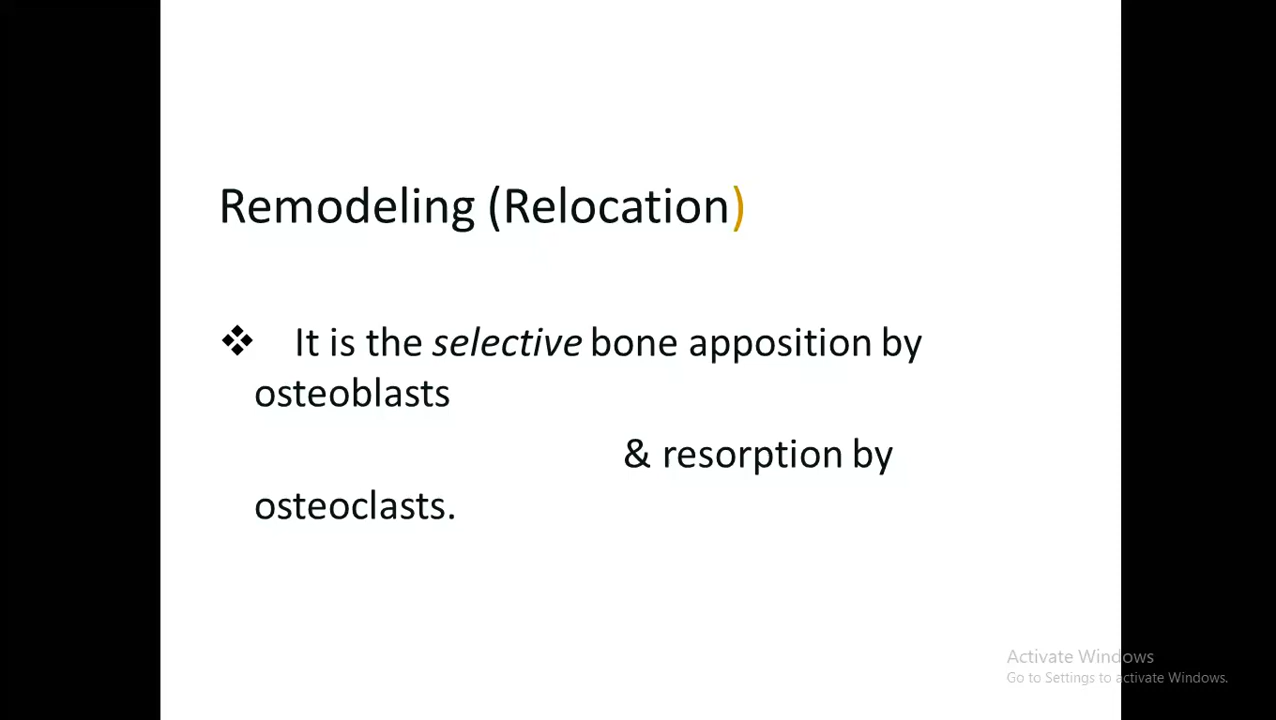 Remodeling (Relocation)
❖ It is the selective bone apposition by
osteoblasts
& resorption by
osteoclasts.
Activate Windows
Go to Settings to activate Windows.